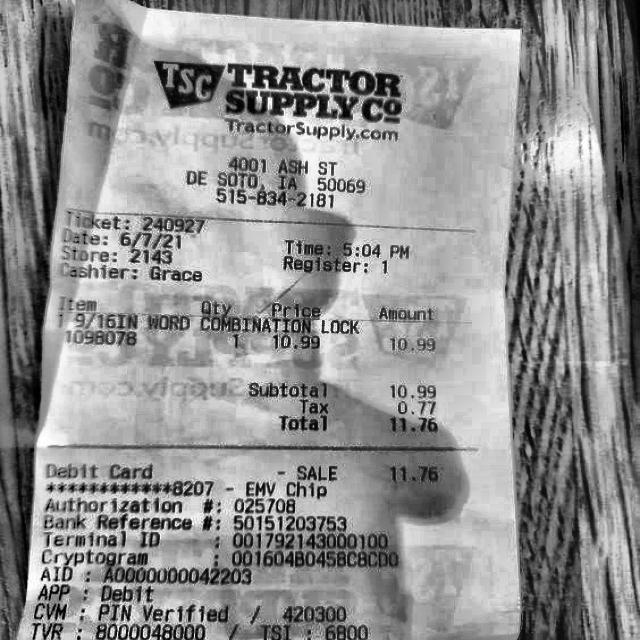 TSC TRACTOR
SUPPLY CO
TractorSupply.com
4001 ASH ST
DE SOTO, IA 50069
515-834-2181
Ticket: 240927
Date: 6/7/21 Time: 5:04 PM
Store: 2143 Register: 1
Cashier: Grace
Item Qty Price Amount
1 9/16IN WORD COMBINATION LOCK
1098078 1 10.99 10.99
Subtotal 10.99
Tax 0.77
Total 11.76
Debit Card - SALE 11.76
************8207 - EMV Chip
Authorization #: 025708
Bank Reference #: 50151203753
Terminal ID : 001792143000100
Cryptogram : 001604B0458C8CD0
AID : A0000000042203
APP : Debit
CVM : PIN Verified / 420300
TVR : 8000048000 / TSI : 6800